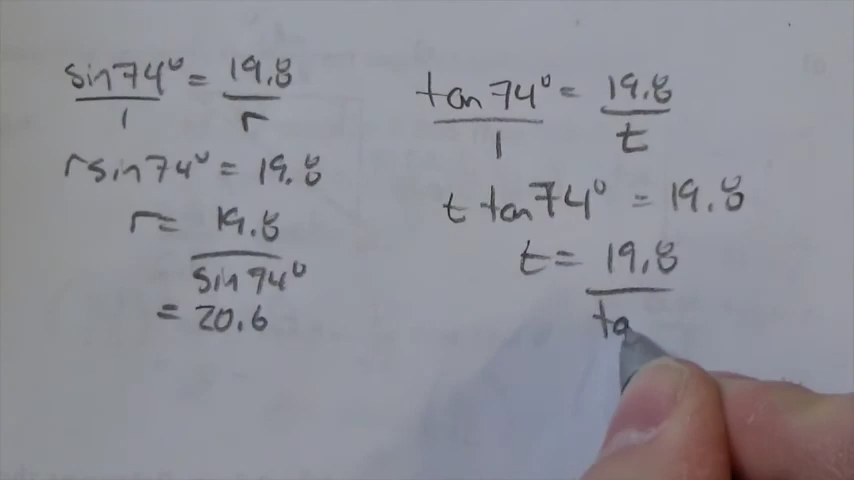 sin74° = 19.8
1 r
rsin74° = 19.8
r = 19.8
sin74°
= 20.6
tan74° = 19.8
1 t
t tan74° = 19.8
t = 19.8
ta